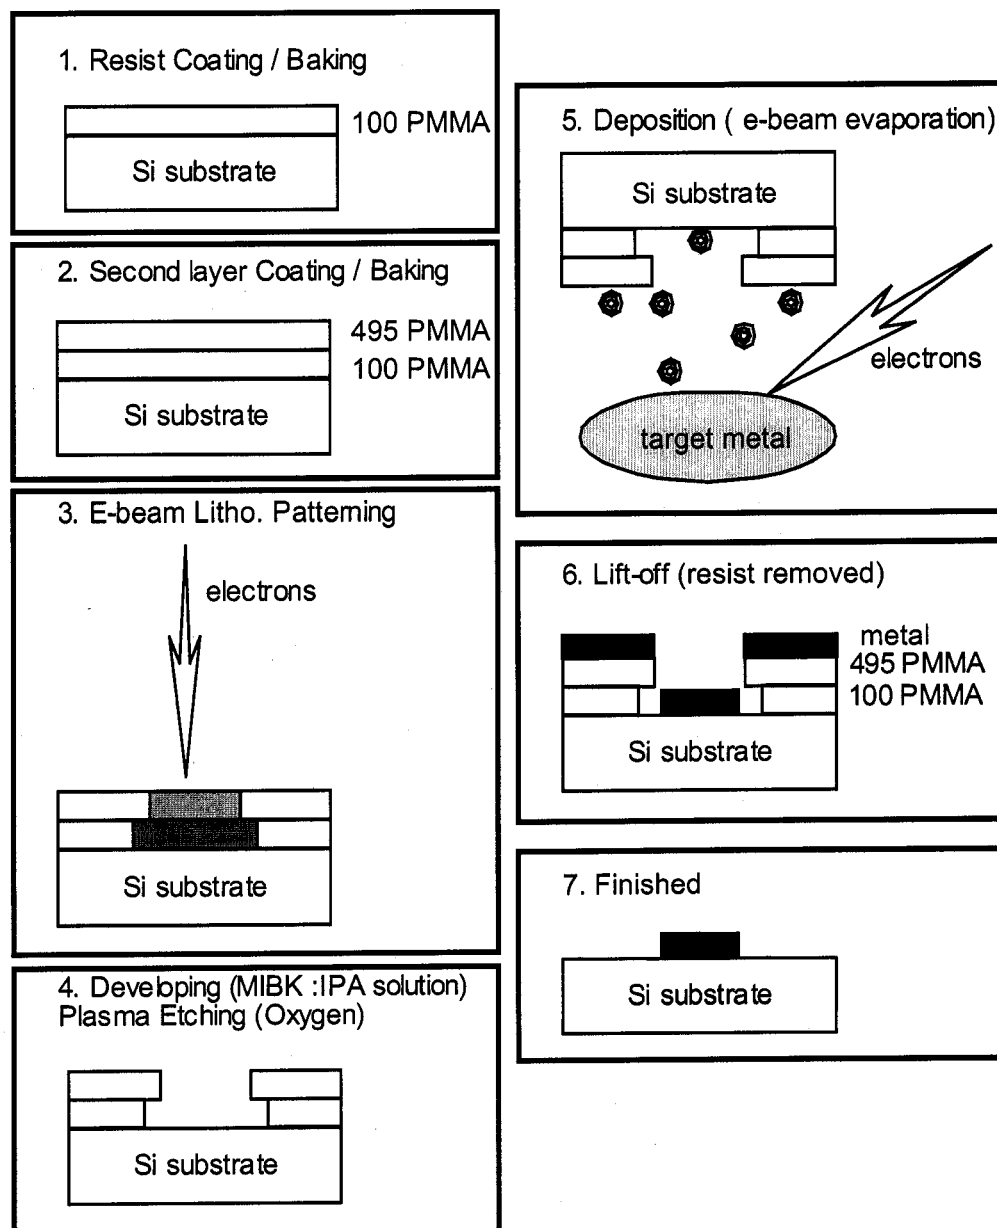 1. Resist Coating / Baking
100 PMMA
Si substrate
2. Second layer Coating / Baking
495 PMMA
100 PMMA
Si substrate
3. E-beam Litho. Patterning
electrons
Si substrate
4. Developing (MIBK :IPA solution)
Plasma Etching (Oxygen)
Si substrate
5. Deposition ( e-beam evaporation)
Si substrate
electrons
target metal
6. Lift-off (resist removed)
metal
495 PMMA
100 PMMA
Si substrate
7. Finished
Si substrate